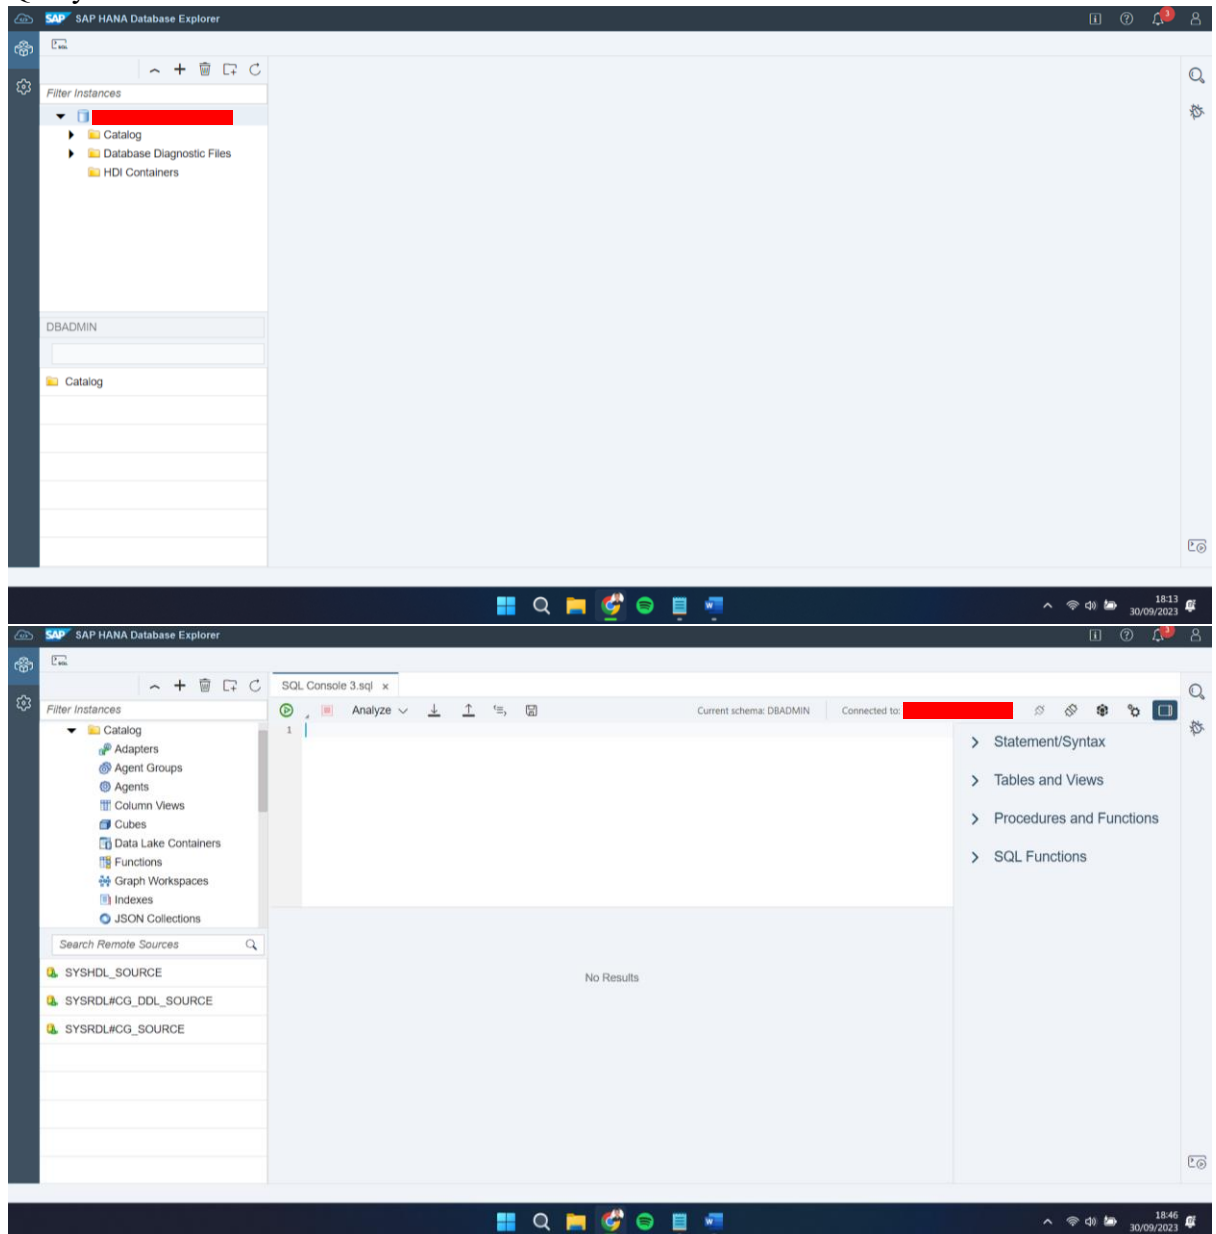 SAP SAP HANA Database Explorer
3
Filter Instances
Catalog
Database Diagnostic Files
HDI Containers
DBADMIN
Catalog
18:13
30/09/2023
SAP SAP HANA Database Explorer
3
SQL Console 3.sql x
Filter Instances
Analyze
Current schema: DBADMIN
Connected to:
1
Catalog
Adapters
Agent Groups
Agents
Column Views
Cubes
Data Lake Containers
Functions
Graph Workspaces
Indexes
JSON Collections
Statement/Syntax
Tables and Views
Procedures and Functions
SQL Functions
Search Remote Sources
SYSHDL_SOURCE
SYSRDL#CG_DDL_SOURCE
SYSRDL#CG_SOURCE
No Results
18:46
30/09/2023